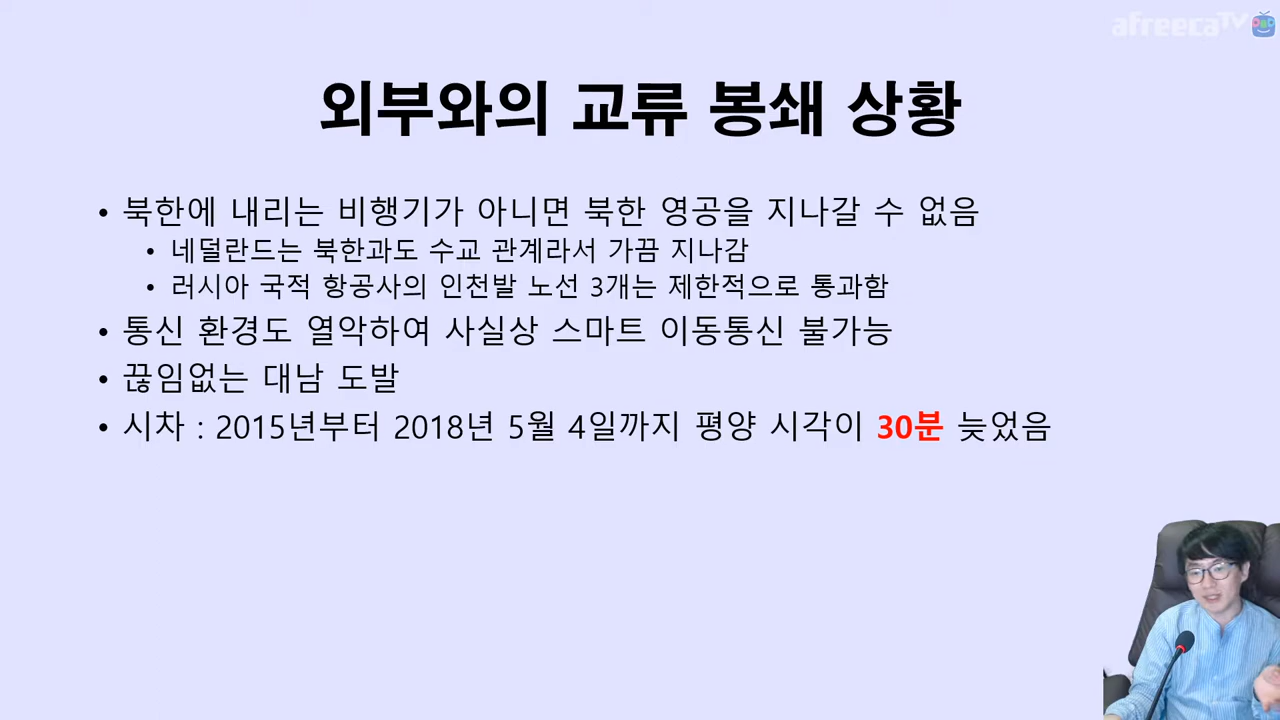 afreecaTV
외부와의 교류 봉쇄 상황
• 북한에 내리는 비행기가 아니면 북한 영공을 지나갈 수 없음
• 네덜란드는 북한과도 수교 관계라서 가끔 지나감
• 러시아 국적 항공사의 인천발 노선 3개는 제한적으로 통과함
• 통신 환경도 열악하여 사실상 스마트 이동통신 불가능
• 끊임없는 대남 도발
• 시차 : 2015년부터 2018년 5월 4일까지 평양 시각이 30분 늦었음